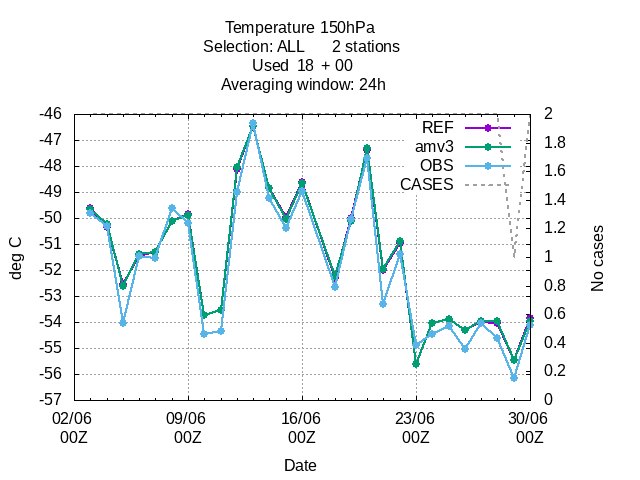 Temperature 150hPa
Selection: ALL 2 stations
Used 18 + 00
Averaging window: 24h
REF
amv3
OBS
CASES
-46
-47
-48
-49
-50
-51
-52
-53
-54
-55
-56
-57
deg C
2
1.8
1.6
1.4
1.2
1
0.8
0.6
0.4
0.2
0
No cases
02/06 09/06 16/06 23/06 30/06
00Z 00Z 00Z 00Z 00Z
Date